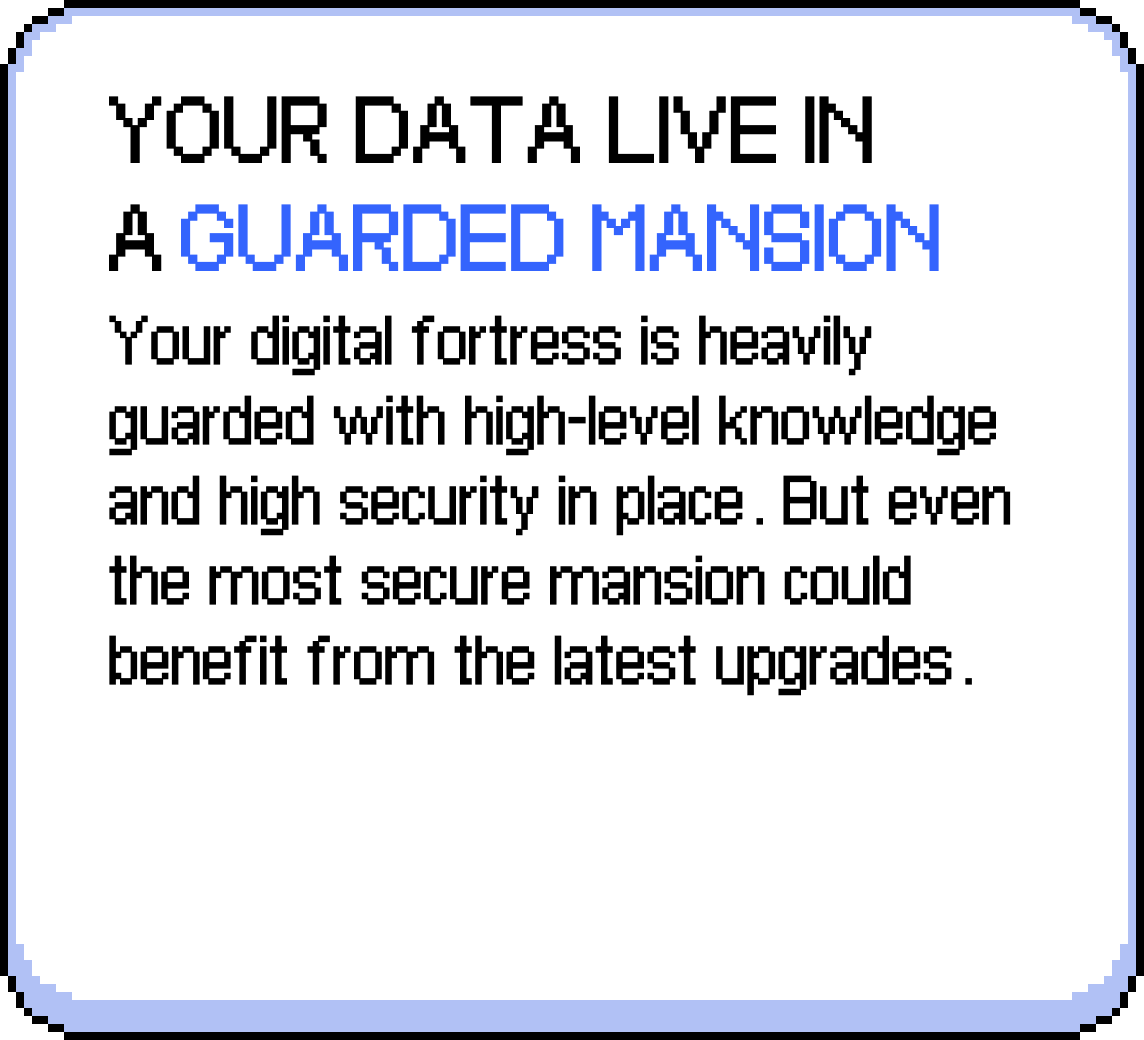 YOUR DATA LIVE IN
A GUARDED MANSION
Your digital fortress is heavily
guarded with high-level knowledge
and high security in place. But even
the most secure mansion could
benefit from the latest upgrades.